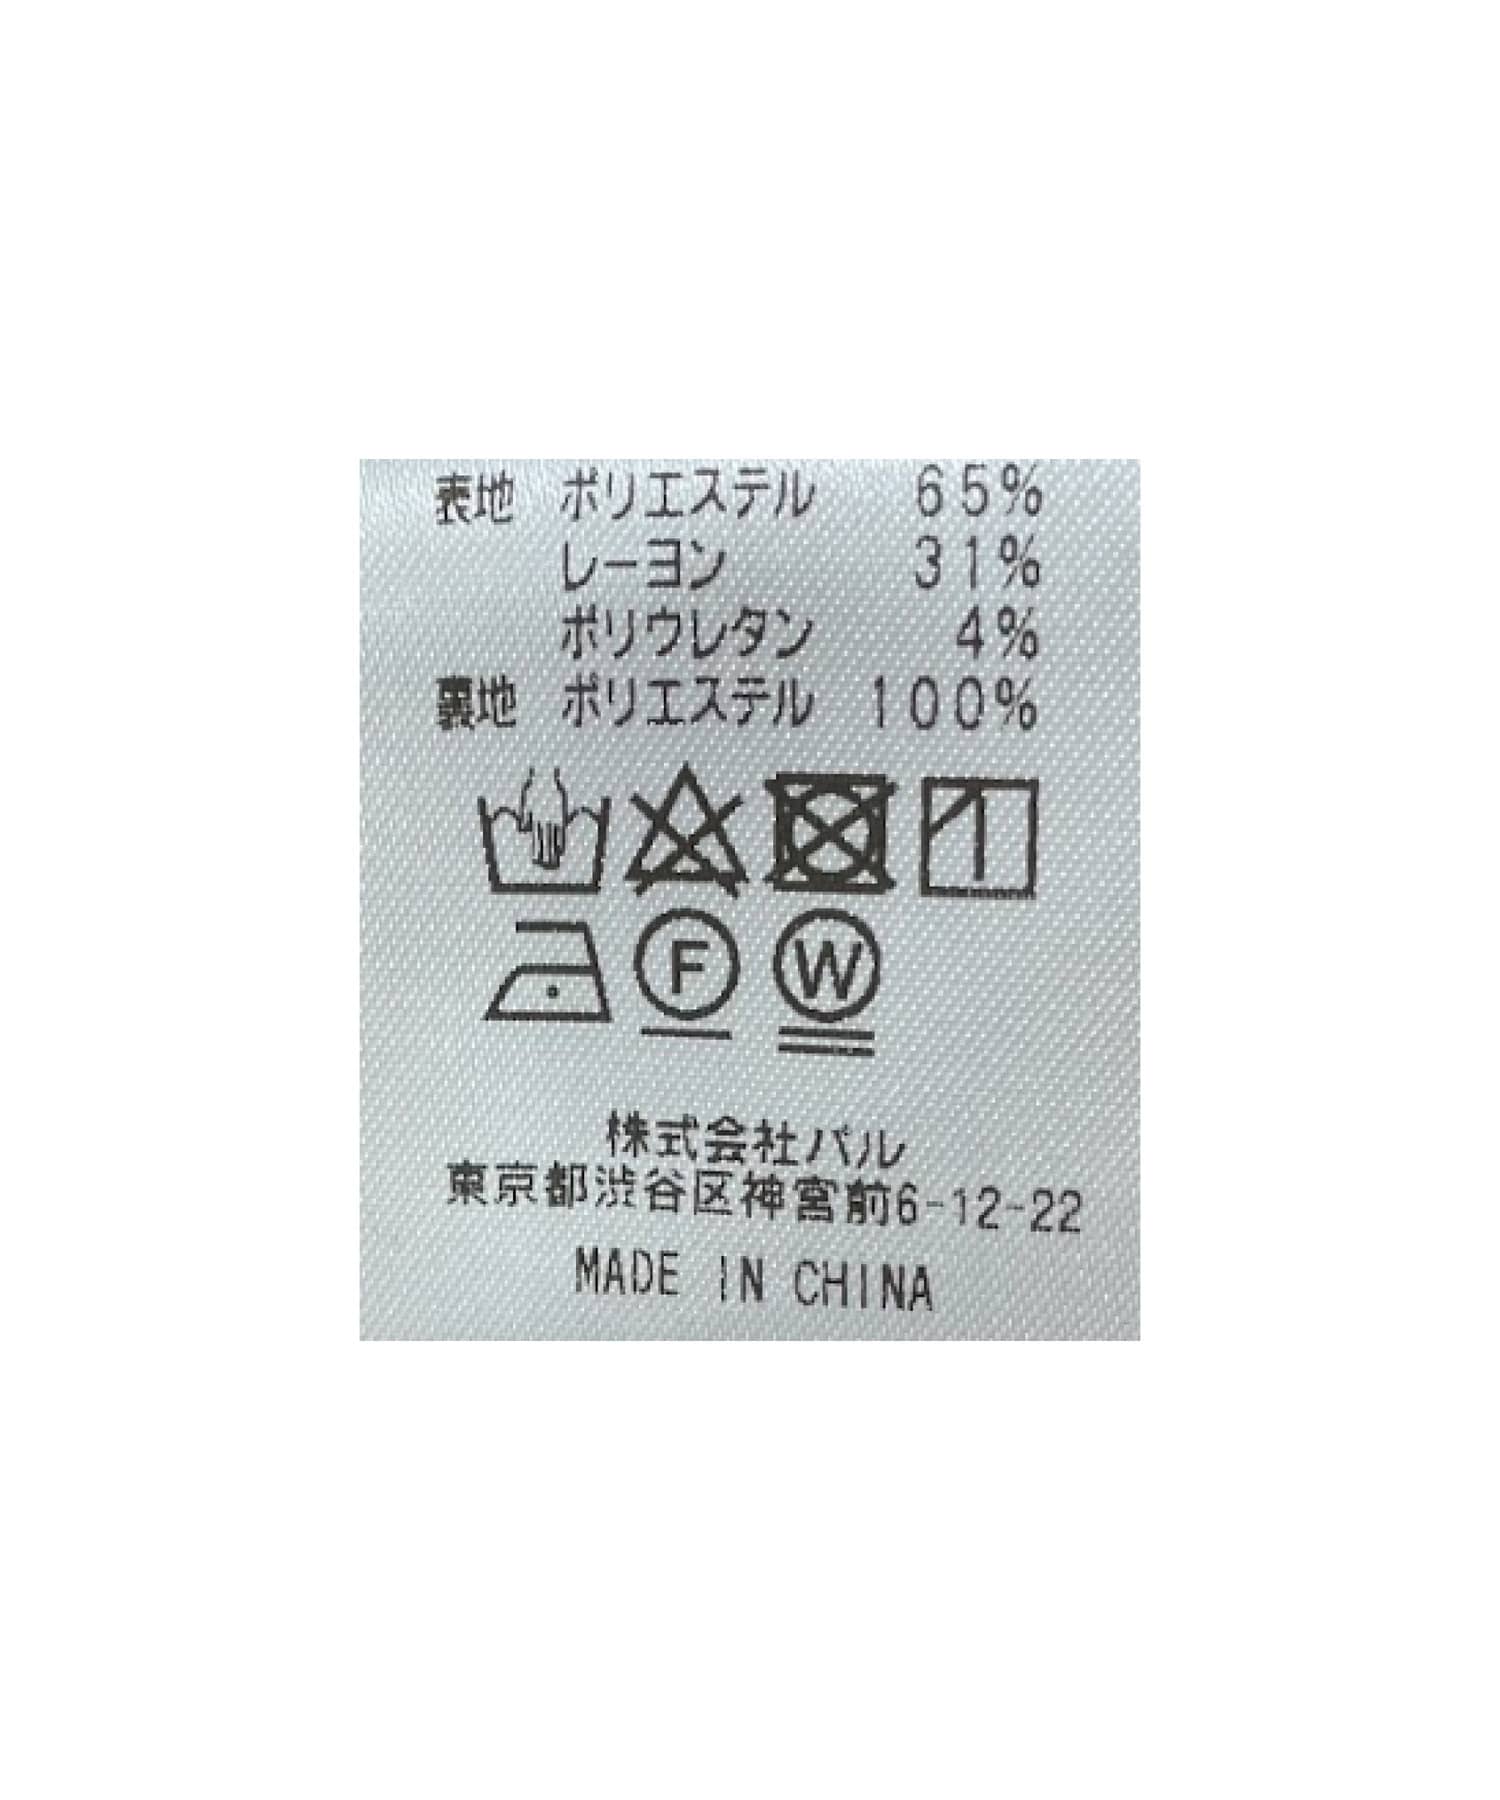 表地 ポリエステル 65%
レーヨン 31%
ポリウレタン 4%
裏地 ポリエステル 100%
F W
株式会社パル
東京都渋谷区神宮前6-12-22
MADE IN CHINA